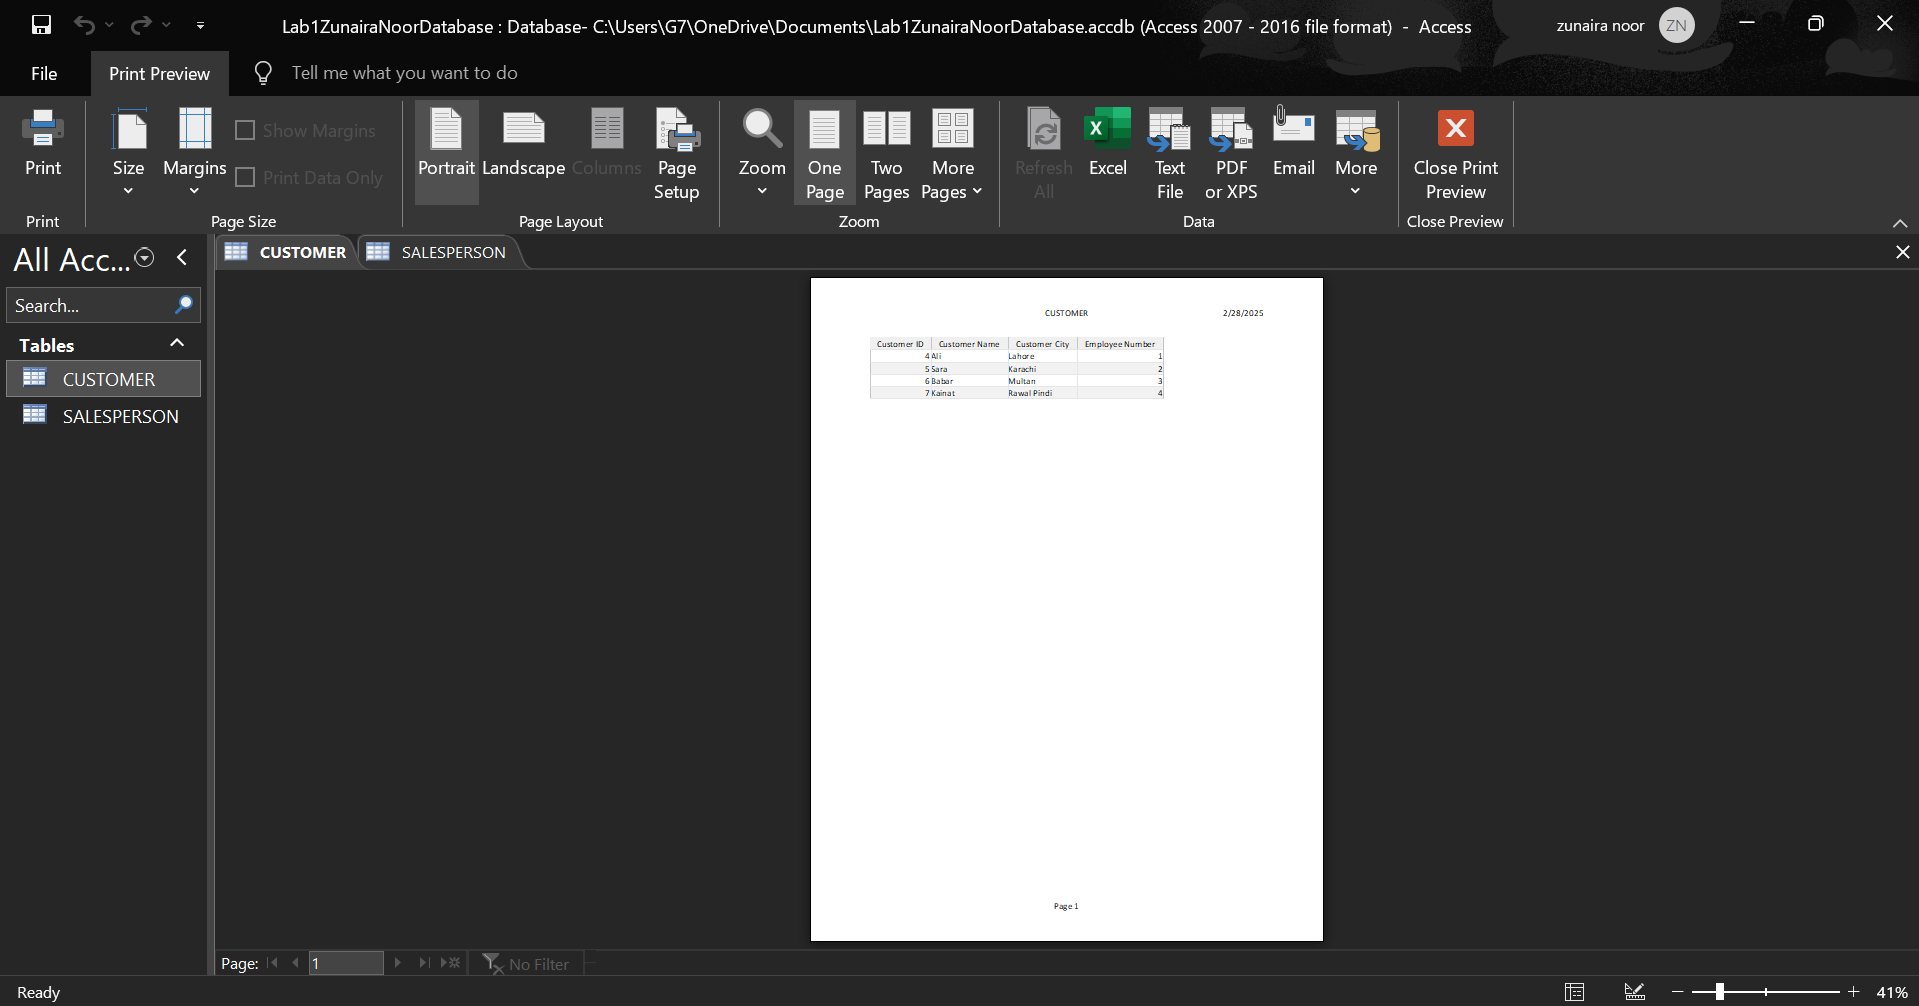 Lab1ZunairaNoorDatabase : Database- C:\Users\G7\OneDrive\Documents\Lab1ZunairaNoorDatabase.accdb (Access 2007 - 2016 file format) - Access
zunaira noor ZN
File Print Preview Tell me what you want to do
Print
Size
Margins
Show Margins
Print Data Only
Portrait
Landscape
Columns
Page Setup
Zoom
One Page
Two Pages
More Pages
Refresh All
Excel
Text File
PDF or XPS
Email
More
Close Print Preview
Print Page Size Page Layout Zoom Data Close Preview
All Acc...
CUSTOMER SALESPERSON
Search...
Tables
CUSTOMER
SALESPERSON
CUSTOMER 2/28/2025
Customer ID Customer Name Customer City Employee Number
4 Ali Lahore 1
5 Sara Karachi 2
6 Babar Multan 3
7 Kainat Rawal Pindi 4
Page 1
Page: 1 No Filter
Ready 41%